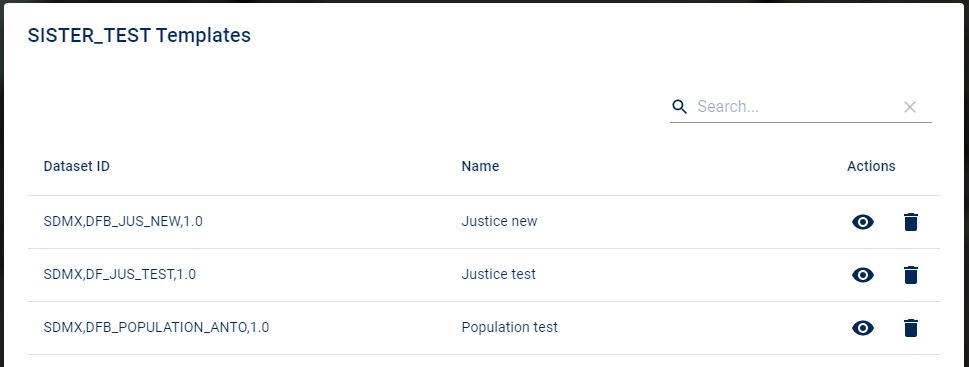 SISTER_TEST Templates
Search...
Dataset ID Name Actions
SDMX,DFB_JUS_NEW,1.0 Justice new
SDMX,DF_JUS_TEST,1.0 Justice test
SDMX,DFB_POPULATION_ANTO,1.0 Population test